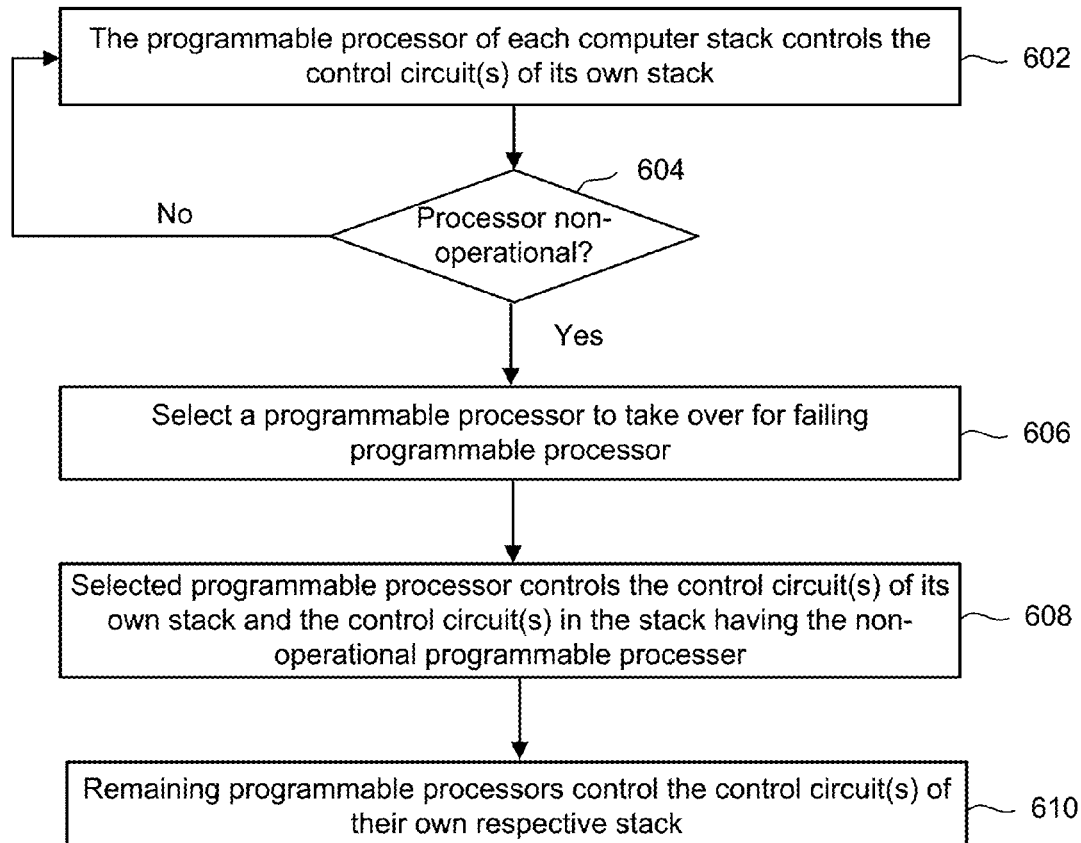 The programmable processor of each computer stack controls the
control circuit(s) of its own stack
602
604
Processor non-
operational?
No
Yes
Select a programmable processor to take over for failing
programmable processor
606
Selected programmable processor controls the control circuit(s) of its
own stack and the control circuit(s) in the stack having the non-
operational programmable processer
608
Remaining programmable processors control the control circuit(s) of
their own respective stack
610